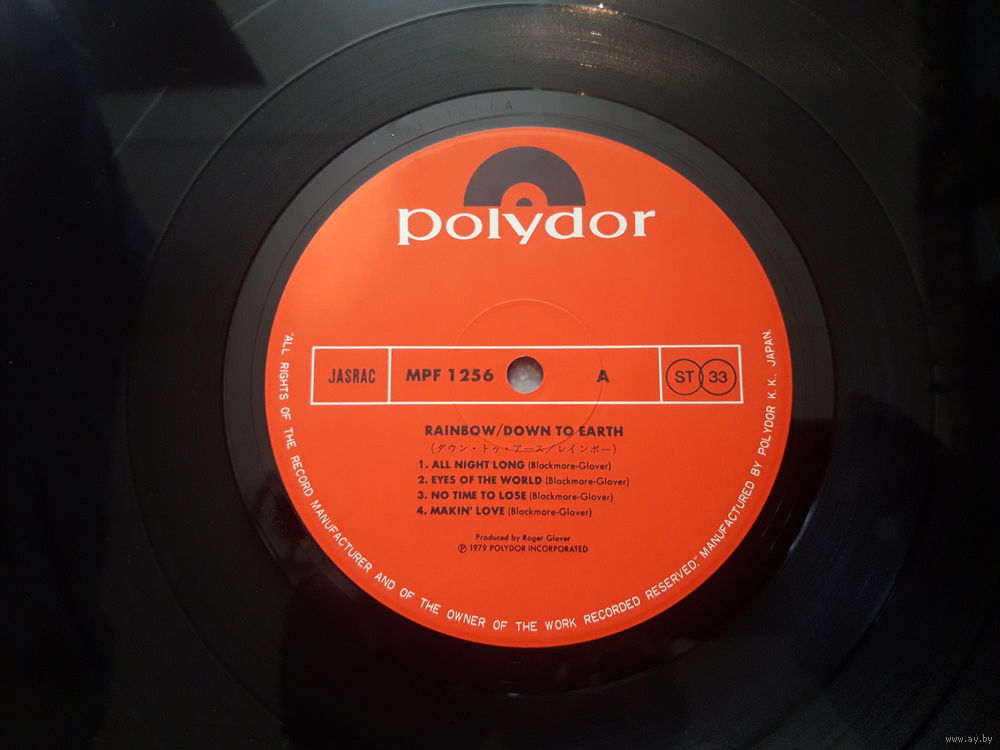 polydor
JASRAC
MPF 1256
A
ST 33
RAINBOW/DOWN TO EARTH
(ダウン・トゥ・アース/レインボー)
1. ALL NIGHT LONG (Blackmore-Glover)
2. EYES OF THE WORLD (Blackmore-Glover)
3. NO TIME TO LOSE (Blackmore-Glover)
4. MAKIN' LOVE (Blackmore-Glover)
Produced by Roger Glover
Ⓟ 1979 POLYDOR INCORPORATED
"ALL RIGHTS OF THE RECORD MANUFACTURER AND OF THE OWNER OF THE WORK RECORDED RESERVED." MANUFACTURED BY POLYDOR K.K., JAPAN.
www.ay.by